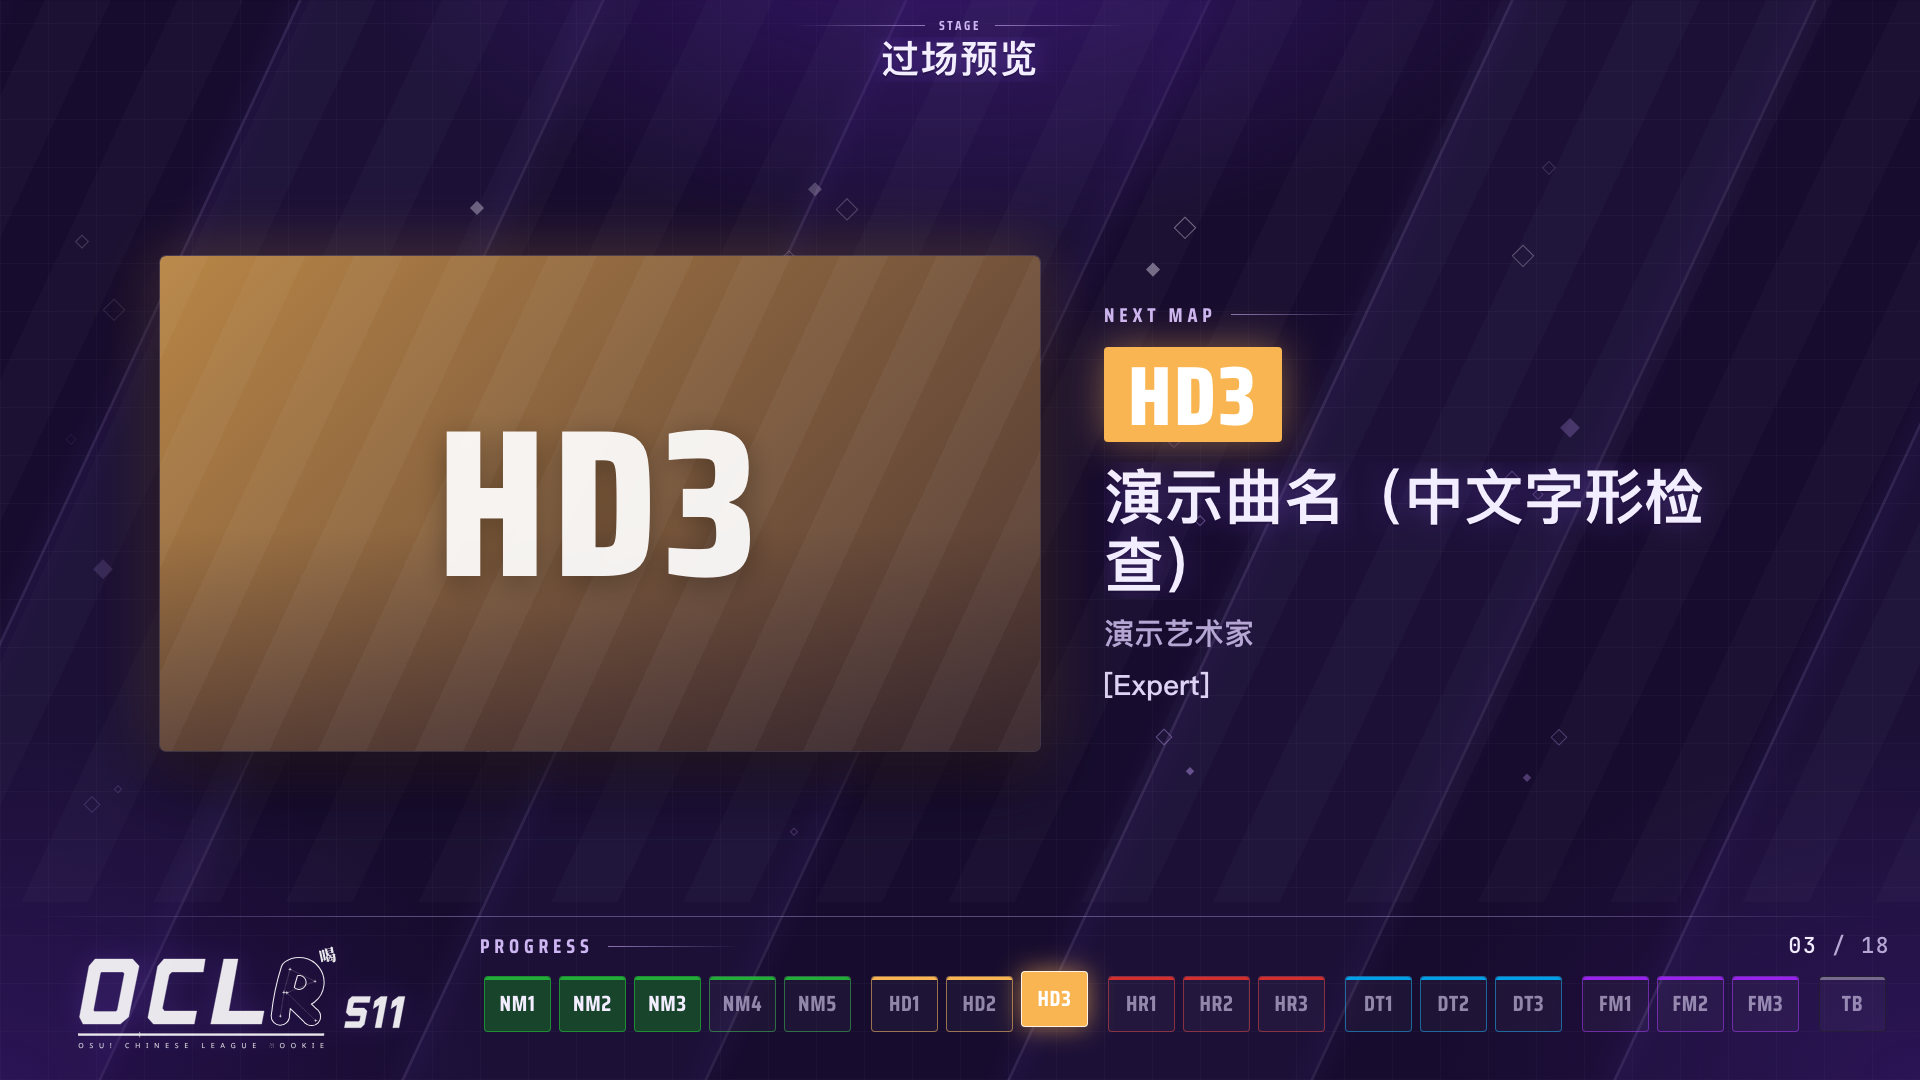 STAGE
过场预览
HD3
NEXT MAP
HD3
演示曲名（中文字形检
查）
演示艺术家
[Expert]
PROGRESS
03 / 18
NM1 NM2 NM3 NM4 NM5 HD1 HD2 HD3 HR1 HR2 HR3 DT1 DT2 DT3 FM1 FM2 FM3 TB
OCLR S11
OSU! CHINESE LEAGUE ROOKIE